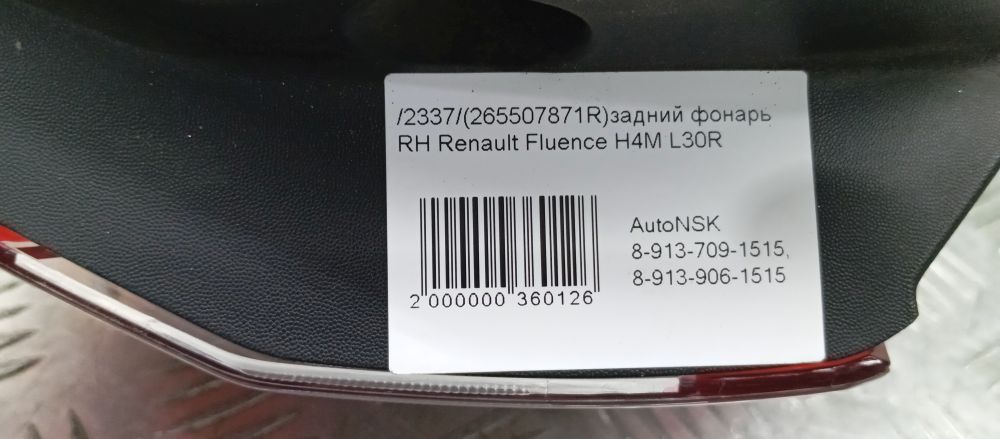 /2337/(265507871R)задний фонарь
RH Renault Fluence H4M L30R
AutoNSK
8-913-709-1515,
8-913-906-1515
2 000000 360126